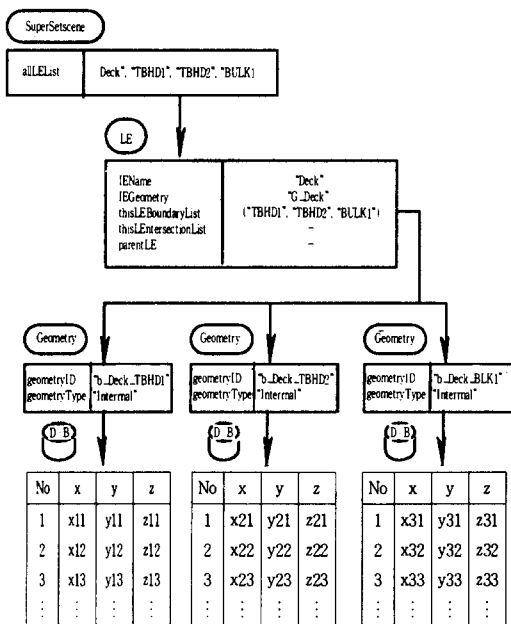 SuperSetscene
allLEList Deck", "TBHD1", "TBHD2", "BULK1
LE
LEName "Deck"
LEGeometry "G_Deck"
thisLEBoundaryList ("TBHD1", "TBHD2", "BULK1")
thisLEntersectionList -
parentLE -
Geometry Geometry Geometry
geometryID "b_Deck_TBHD1" geometryID "b_Deck_TBHD2" geometryID "b_Deck_BLK1"
geometryType "Interrnal" geometryType "Interrnal" geometryType "Interrnal"
D B D B D B
No x y z No x y z No x y z
1 x11 y11 z11 1 x21 y21 z21 1 x31 y31 z31
2 x12 y12 z12 2 x22 y22 z22 2 x32 y32 z32
3 x13 y13 z13 3 x23 y23 z23 3 x33 y33 z33